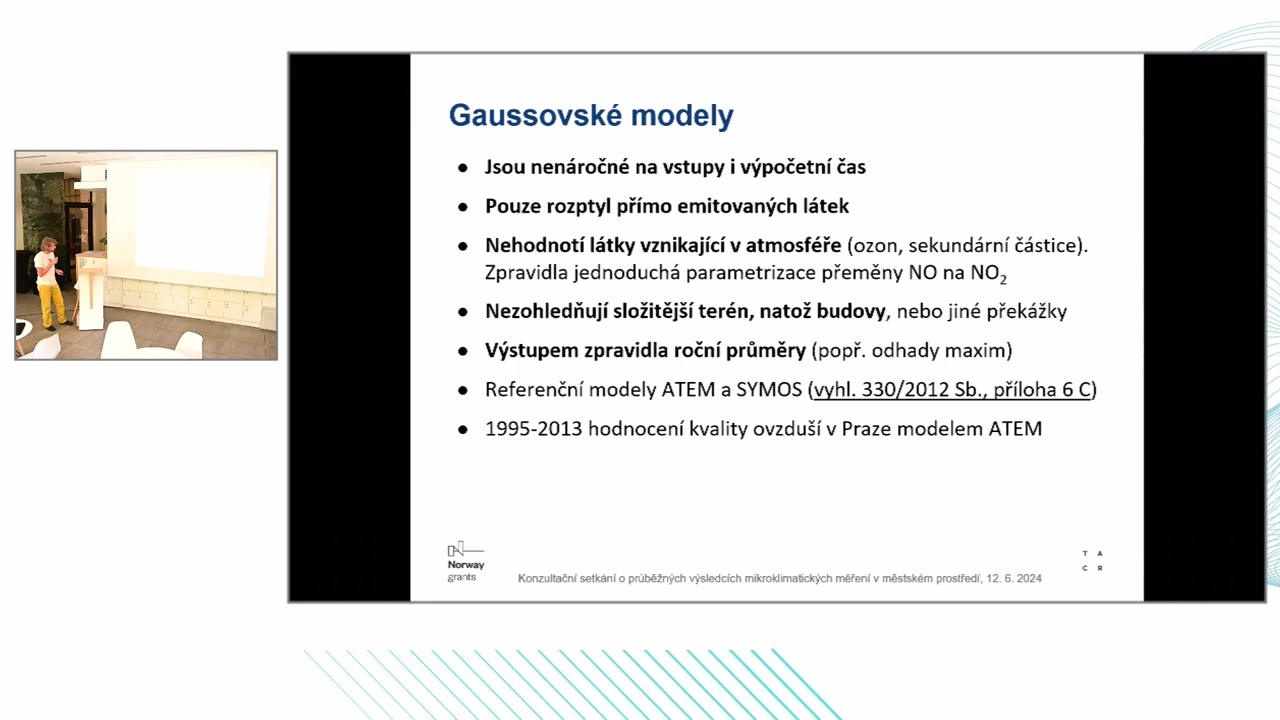 Gaussovské modely
● Jsou nenáročné na vstupy i výpočetní čas
● Pouze rozptyl přímo emitovaných látek
● Nehodnotí látky vznikající v atmosféře (ozon, sekundární částice).
Zpravidla jednoduchá parametrizace přeměny NO na NO2
● Nezohledňují složitější terén, natož budovy, nebo jiné překážky
● Výstupem zpravidla roční průměry (popř. odhady maxim)
● Referenční modely ATEM a SYMOS (vyhl. 330/2012 Sb., příloha 6 C)
● 1995-2013 hodnocení kvality ovzduší v Praze modelem ATEM
Norway
grants
Konzultační setkání o průběžných výsledcích mikroklimatických měření v městském prostředí, 12. 6. 2024
T A
C R